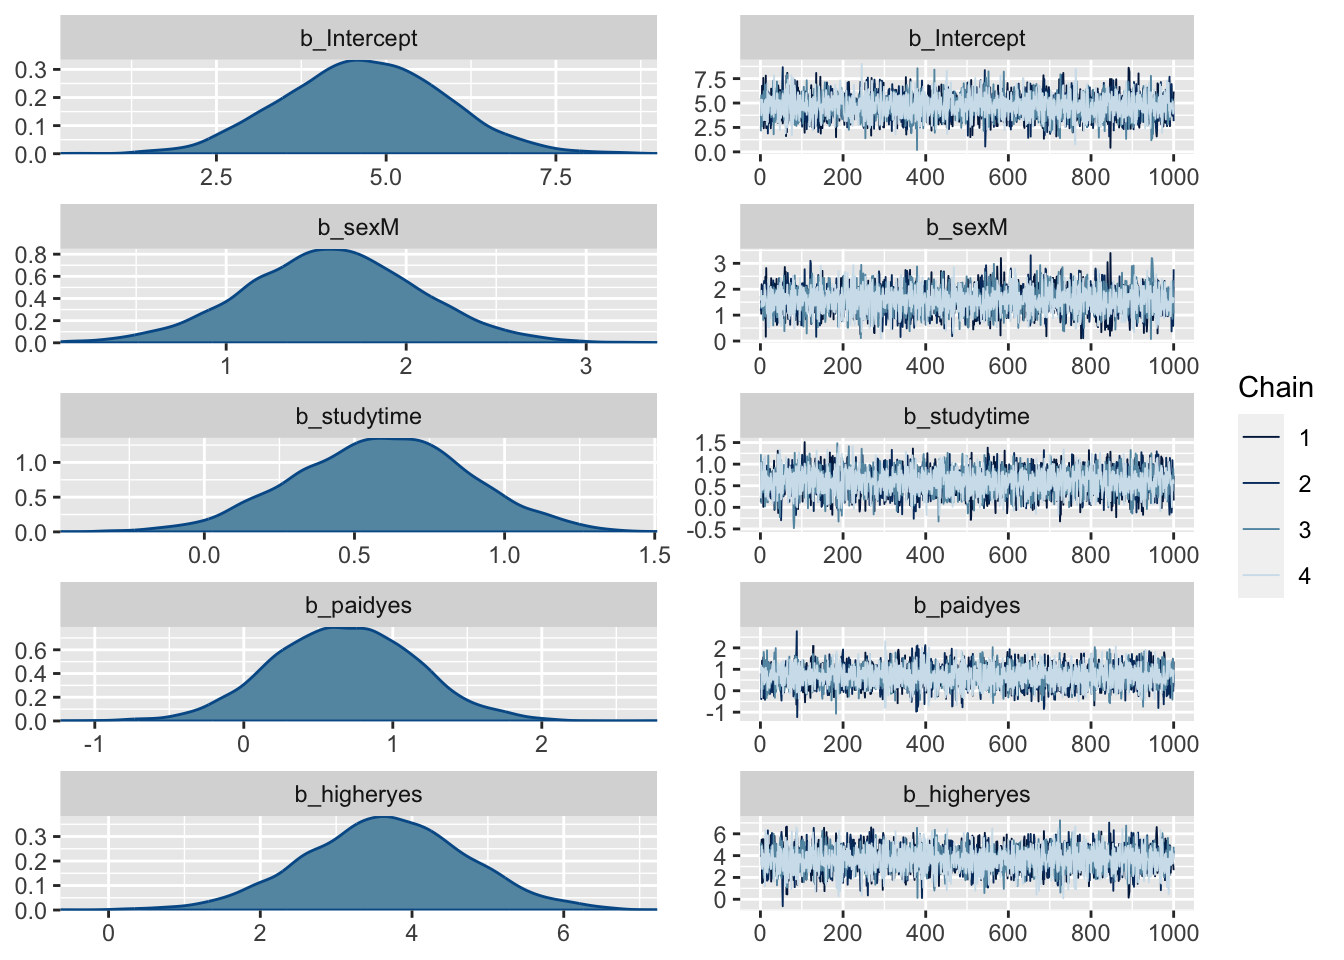 b_Intercept b_Intercept
0.3
0.2
0.1
0.0
2.5 5.0 7.5
7.5
5.0
2.5
0.0
0 200 400 600 800 1000
b_sexM b_sexM
0.8
0.6
0.4
0.2
0.0
1 2 3
3
2
1
0
0 200 400 600 800 1000
b_studytime b_studytime
1.0
0.5
0.0
0.0 0.5 1.0 1.5
1.5
1.0
0.5
0.0
-0.5
0 200 400 600 800 1000
b_paidyes b_paidyes
0.6
0.4
0.2
0.0
-1 0 1 2
2
1
0
-1
0 200 400 600 800 1000
b_higheryes b_higheryes
0.3
0.2
0.1
0.0
0 2 4 6
6
4
2
0
0 200 400 600 800 1000
Chain
1
2
3
4